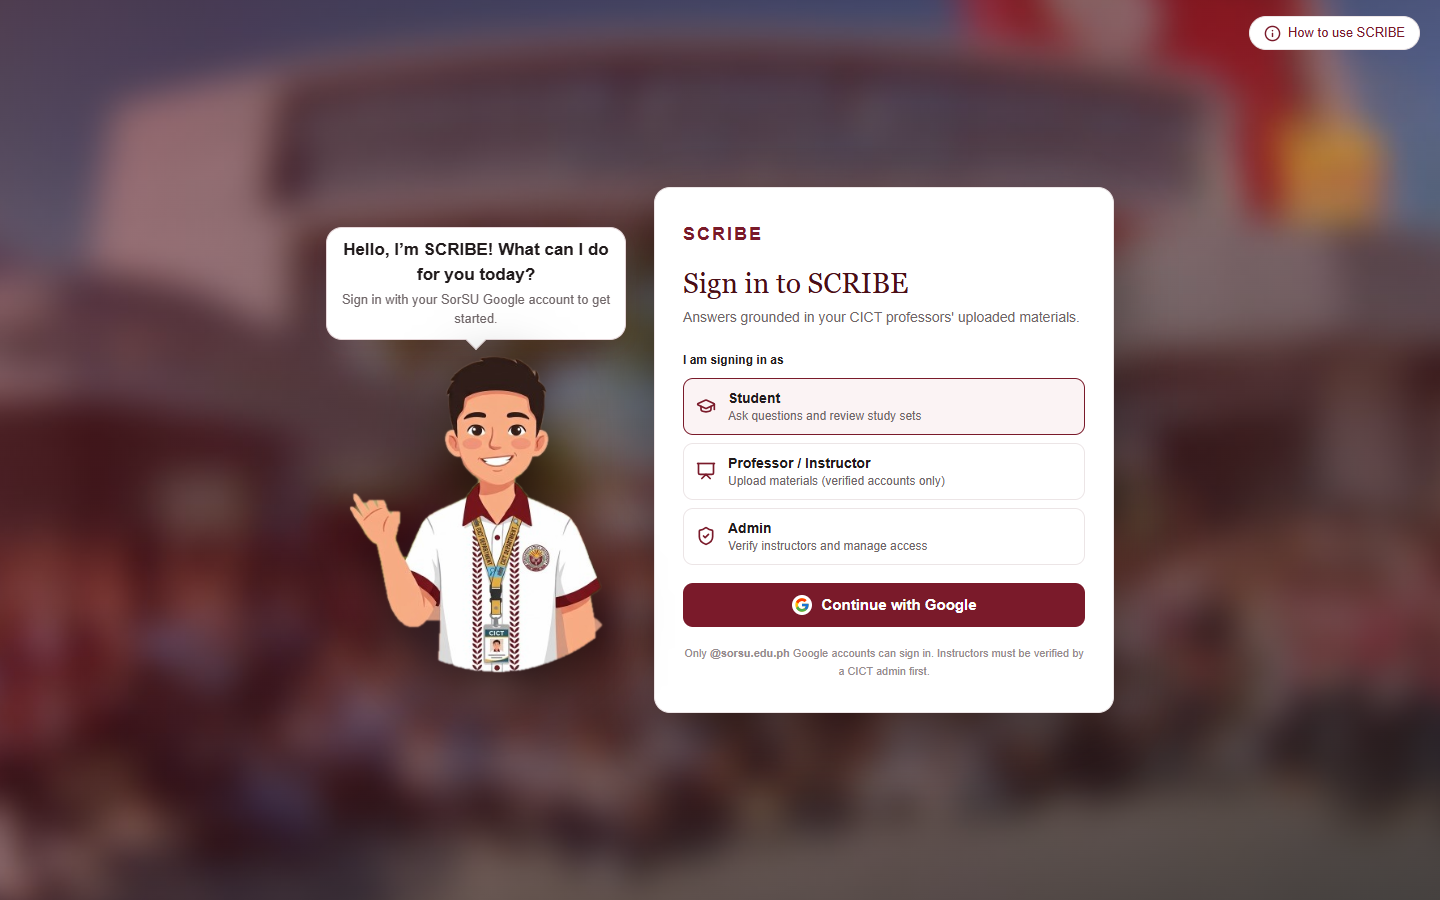 How to use SCRIBE
Hello, I’m SCRIBE! What can I do
for you today?
Sign in with your SorSU Google account to get
started.
SCRIBE
Sign in to SCRIBE
Answers grounded in your CICT professors' uploaded materials.
I am signing in as
Student
Ask questions and review study sets
Professor / Instructor
Upload materials (verified accounts only)
Admin
Verify instructors and manage access
Continue with Google
Only @sorsu.edu.ph Google accounts can sign in. Instructors must be verified by
a CICT admin first.
CICT